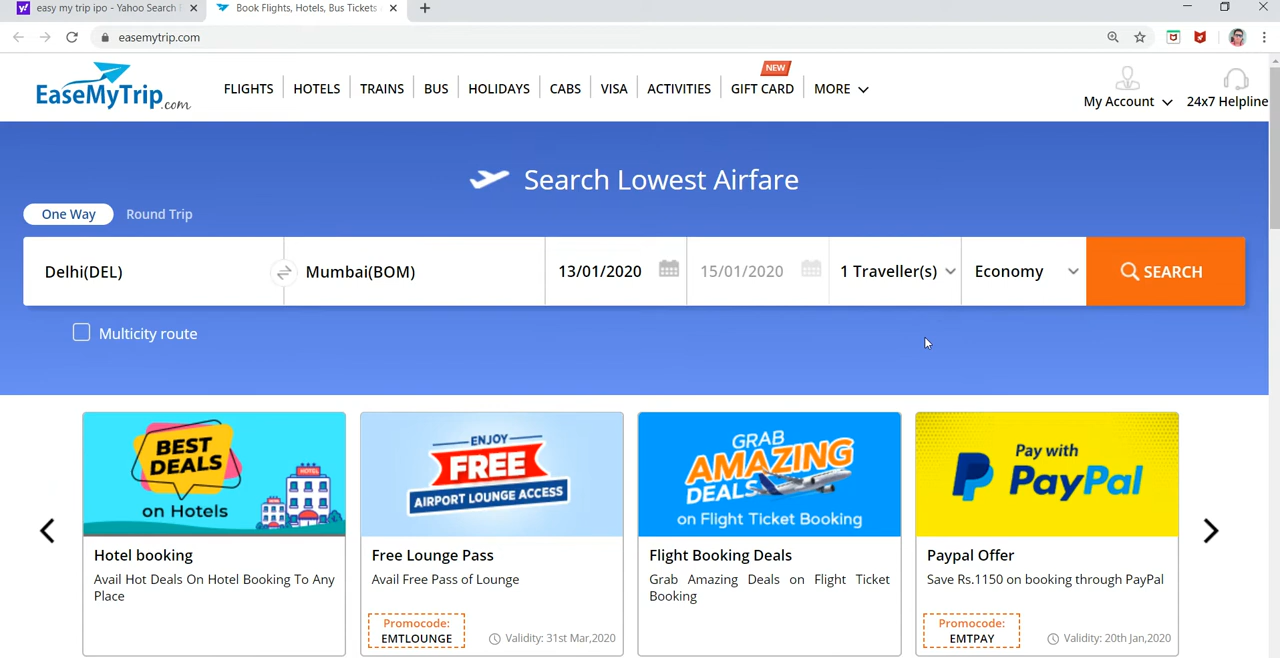 easy my trip ipo - Yahoo Search
Book Flights, Hotels, Bus Tickets
easemytrip.com
EaseMyTrip.com
FLIGHTS HOTELS TRAINS BUS HOLIDAYS CABS VISA ACTIVITIES GIFT CARD MORE
NEW
My Account 24x7 Helpline
Search Lowest Airfare
One Way Round Trip
Delhi(DEL) Mumbai(BOM) 13/01/2020 15/01/2020 1 Traveller(s) Economy SEARCH
Multicity route
BEST
DEALS
on Hotels
HOTEL
Hotel booking
Avail Hot Deals On Hotel Booking To Any
Place
ENJOY
FREE
AIRPORT LOUNGE ACCESS
Free Lounge Pass
Avail Free Pass of Lounge
Promocode:
EMTLOUNGE
Validity: 31st Mar,2020
GRAB
AMAZING
DEALS
on Flight Ticket Booking
Flight Booking Deals
Grab Amazing Deals on Flight Ticket
Booking
Pay with
PayPal
Paypal Offer
Save Rs.1150 on booking through PayPal
Promocode:
EMTPAY
Validity: 20th Jan,2020